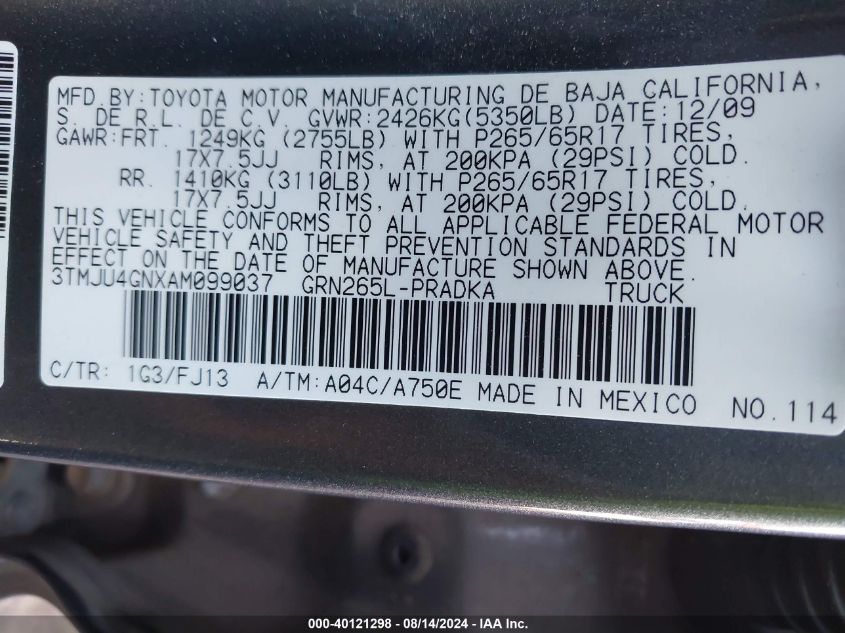 MFD.BY:TOYOTA MOTOR MANUFACTURING DE BAJA CALIFORNIA,
S. DE R.L. DE C.V. GVWR:2426KG(5350LB) DATE:12/09
GAWR:FRT. 1249KG (2755LB) WITH P265/65R17 TIRES,
17X7.5JJ RIMS, AT 200KPA (29PSI) COLD.
RR. 1410KG (3110LB) WITH P265/65R17 TIRES,
17X7.5JJ RIMS, AT 200KPA (29PSI) COLD.
THIS VEHICLE CONFORMS TO ALL APPLICABLE FEDERAL MOTOR
VEHICLE SAFETY AND THEFT PREVENTION STANDARDS IN
EFFECT ON THE DATE OF MANUFACTURE SHOWN ABOVE.
3TMJU4GNXAM099037 GRN265L-PRADKA TRUCK
C/TR: 1G3/FJ13 A/TM:A04C/A750E MADE IN MEXICO NO.114
000-40121298 - 08/14/2024 - IAA Inc.